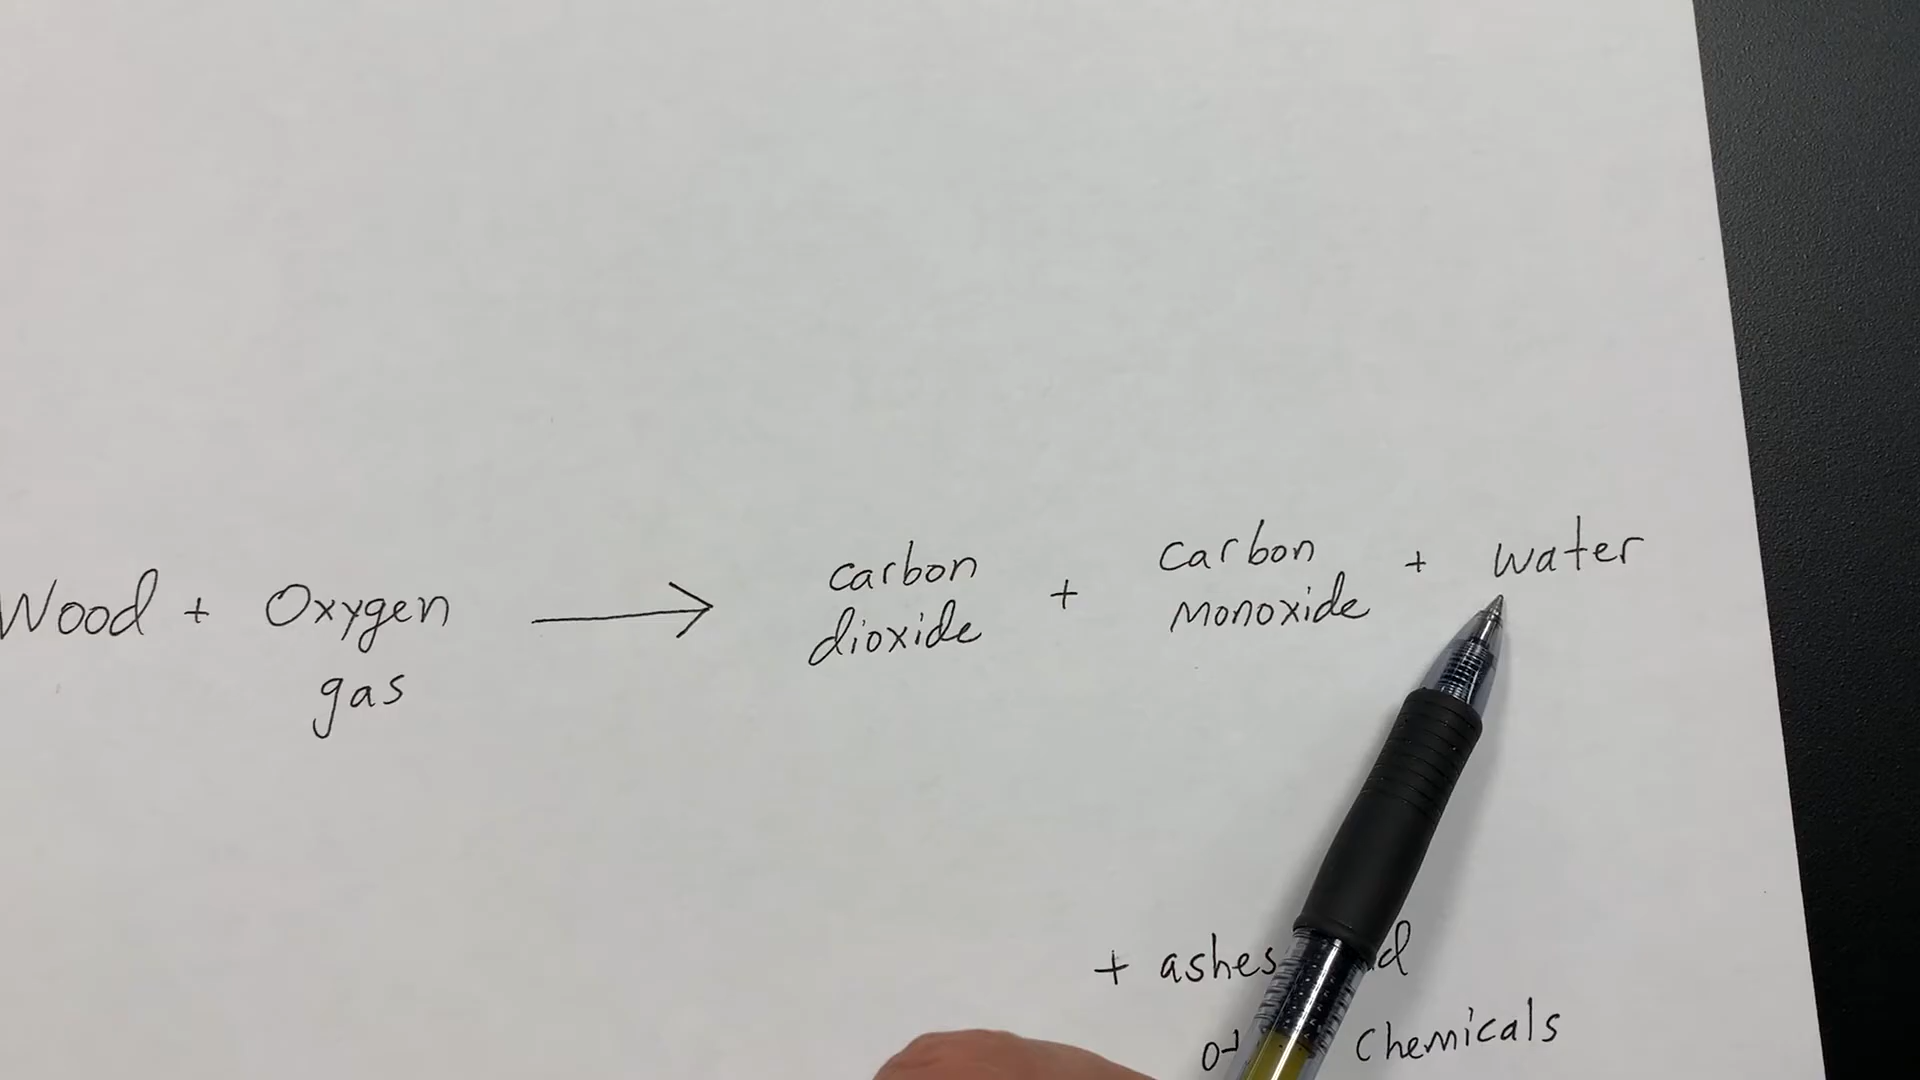 Wood + Oxygen gas → carbon dioxide + carbon monoxide + water
+ ashes
chemicals